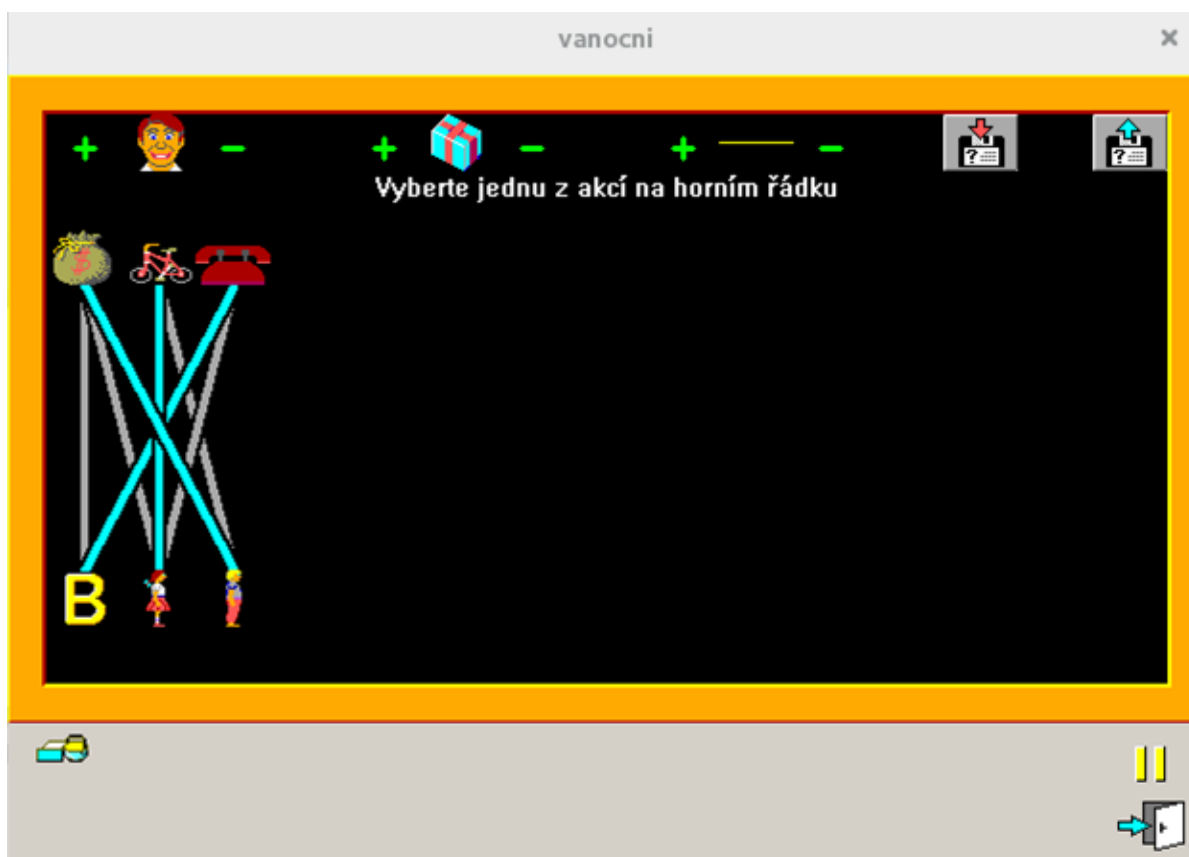 vanocni
+ - + - + -
Vyberte jednu z akcí na horním řádku
B